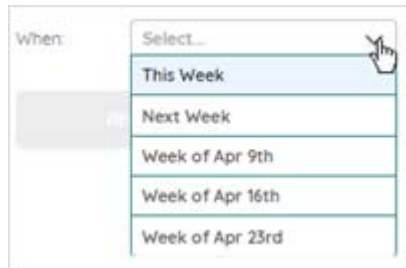 When: Select...
This Week
Next Week
Week of Apr 9th
Week of Apr 16th
Week of Apr 23rd